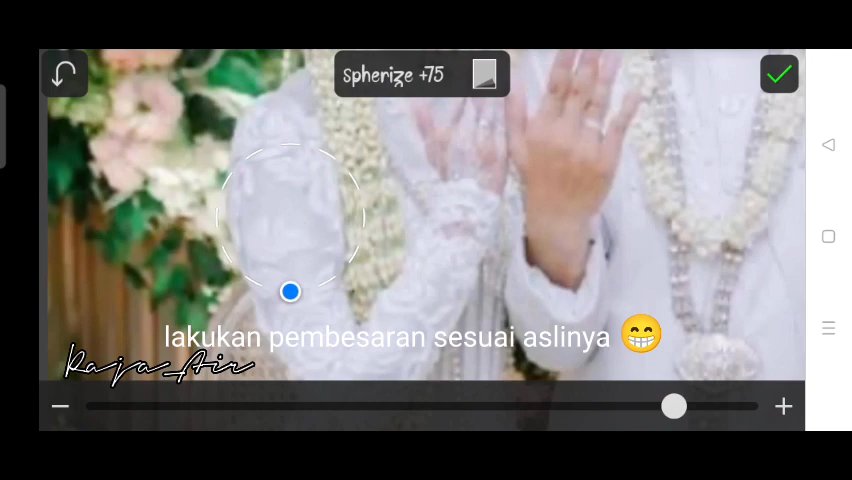 Spherize +75
lakukan pembesaran sesuai aslinya 😁
Raja Air